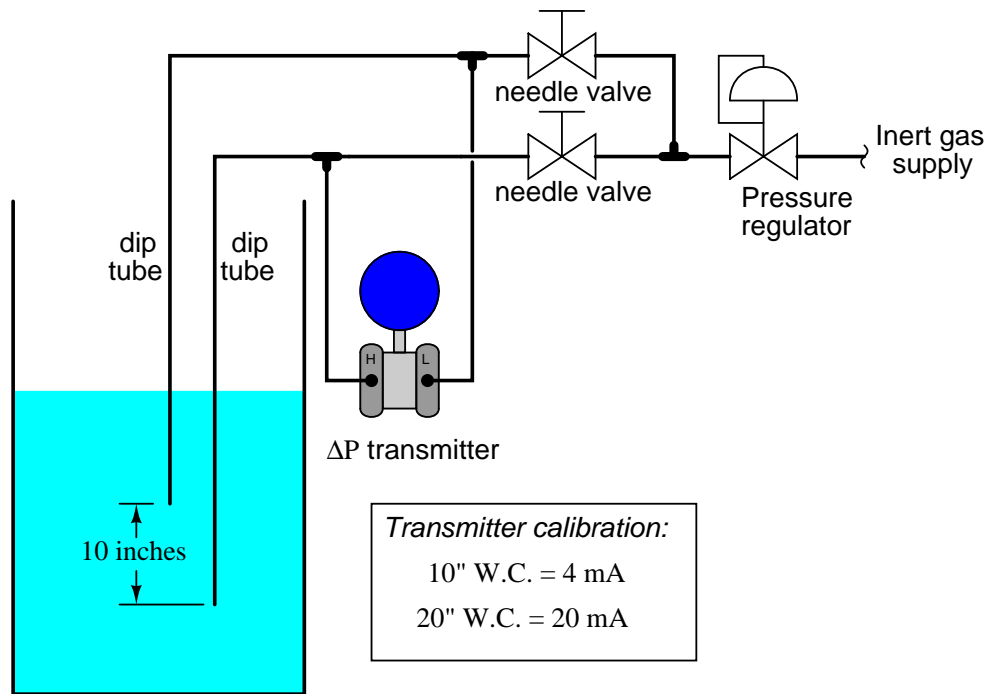 needle valve
needle valve
Inert gas
supply
Pressure
regulator
dip
tube
dip
tube
H
L
ΔP transmitter
10 inches
Transmitter calibration:
10" W.C. = 4 mA
20" W.C. = 20 mA